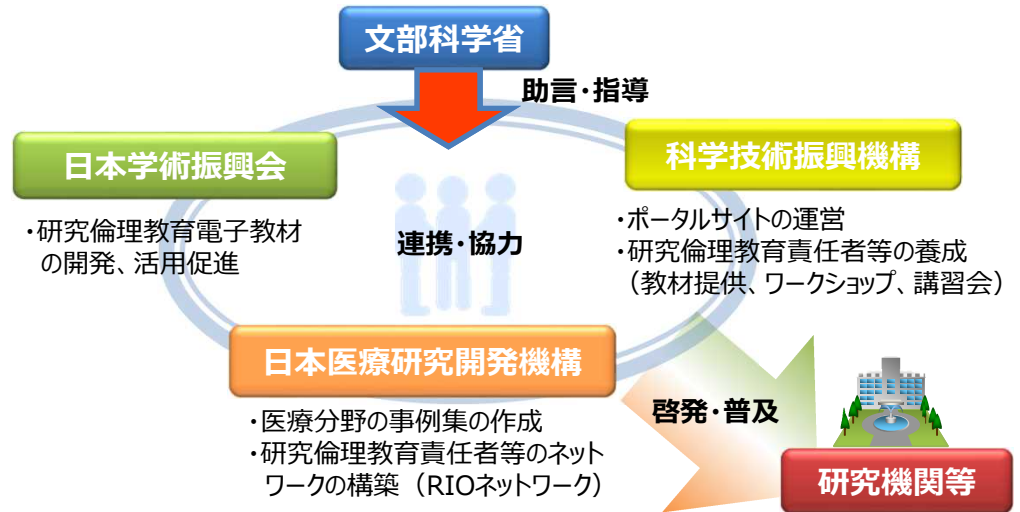 文部科学省
助言・指導
日本学術振興会
・研究倫理教育電子教材
の開発、活用促進
科学技術振興機構
・ポータルサイトの運営
・研究倫理教育責任者等の養成
（教材提供、ワークショップ、講習会）
連携・協力
日本医療研究開発機構
・医療分野の事例集の作成
・研究倫理教育責任者等のネット
ワークの構築（RIOネットワーク）
啓発・普及
研究機関等